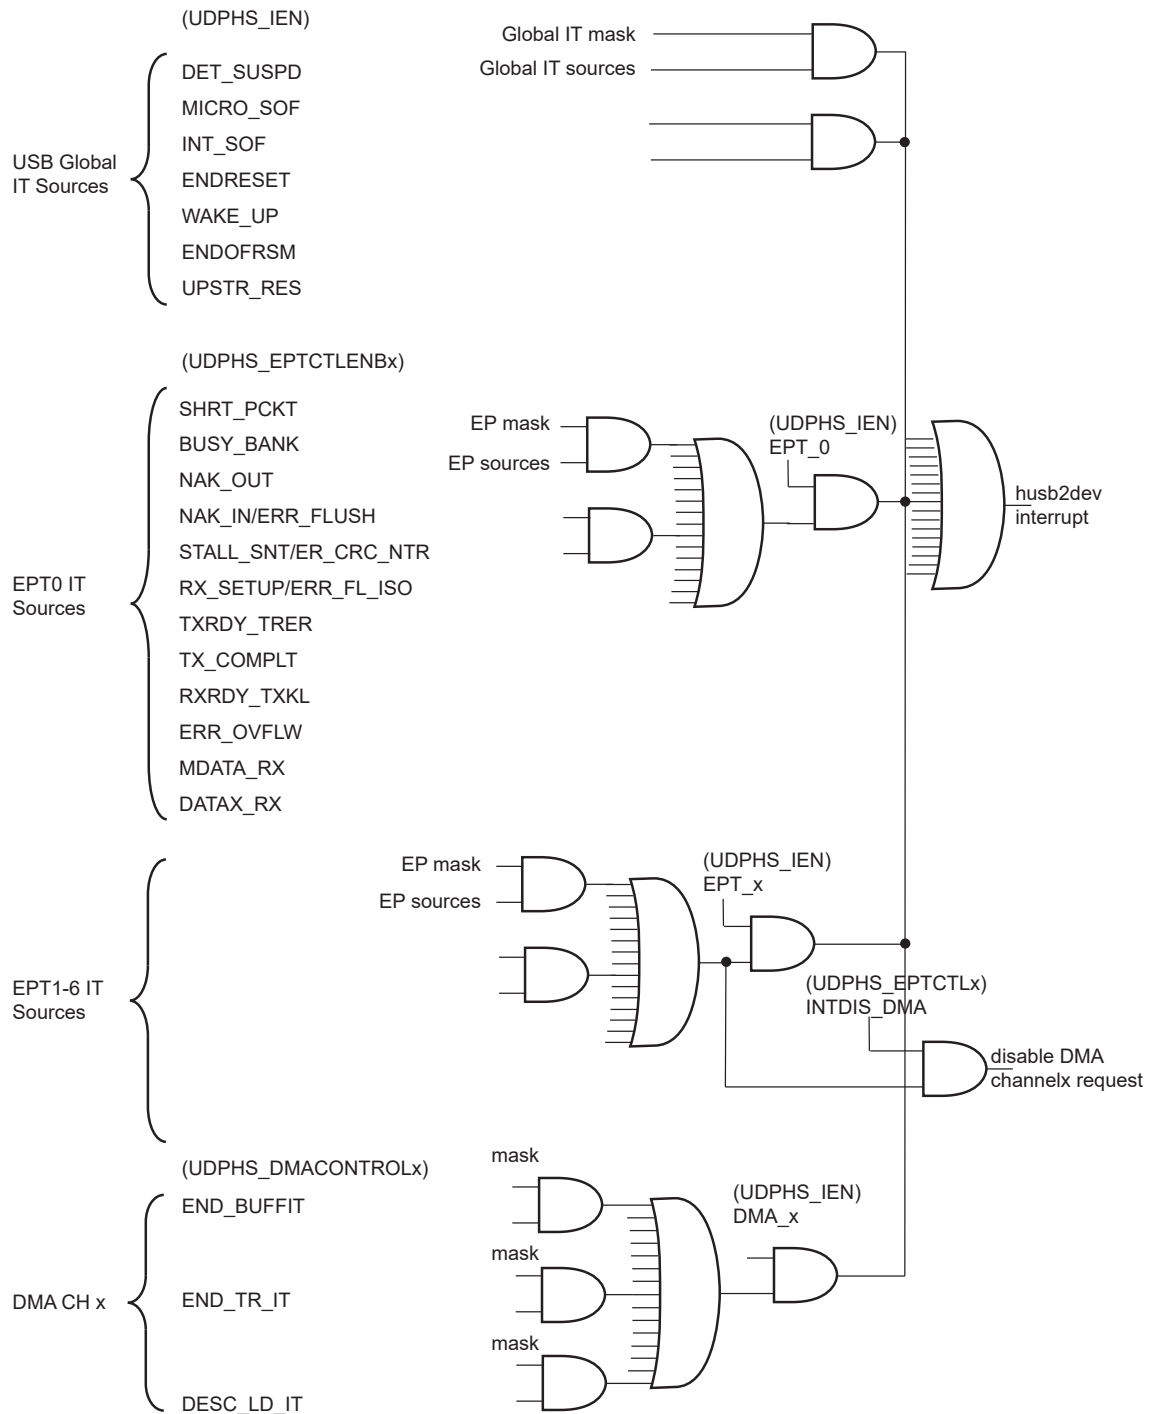 (UDPHS_IEN)
Global IT mask
Global IT sources
USB Global
IT Sources
DET_SUSPD
MICRO_SOF
INT_SOF
ENDRESET
WAKE_UP
ENDOFRSM
UPSTR_RES
(UDPHS_EPTCTLENBx)
EPT0 IT
Sources
SHRT_PCKT
BUSY_BANK
NAK_OUT
NAK_IN/ERR_FLUSH
STALL_SNT/ER_CRC_NTR
RX_SETUP/ERR_FL_ISO
TXRDY_TRER
TX_COMPLT
RXRDY_TXKL
ERR_OVFLW
MDATA_RX
DATAX_RX
EP mask
EP sources
(UDPHS_IEN)
EPT_0
husb2dev
interrupt
EPT1-6 IT
Sources
EP mask
EP sources
(UDPHS_IEN)
EPT_x
(UDPHS_EPTCTLx)
INTDIS_DMA
disable DMA
channelx request
(UDPHS_DMACONTROLx)
DMA CH x
END_BUFFIT
END_TR_IT
DESC_LD_IT
mask
mask
mask
(UDPHS_IEN)
DMA_x